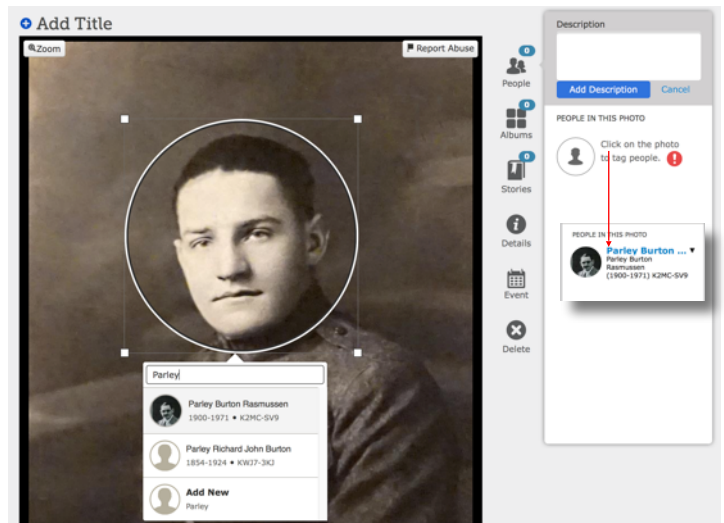 Add Title
Zoom
Report Abuse
Parley
Parley Burton Rasmussen
1900-1971 • K2MC-SV9
Parley Richard John Burton
1854-1924 • KWJ7-3KJ
Add New
Parley
0
People
0
Albums
0
Stories
Details
Event
Delete
Description
Add Description
Cancel
PEOPLE IN THIS PHOTO
Click on the photo
to tag people.
PEOPLE IN THIS PHOTO
Parley Burton ...
Parley Burton
Rasmussen
(1900-1971) K2MC-SV9